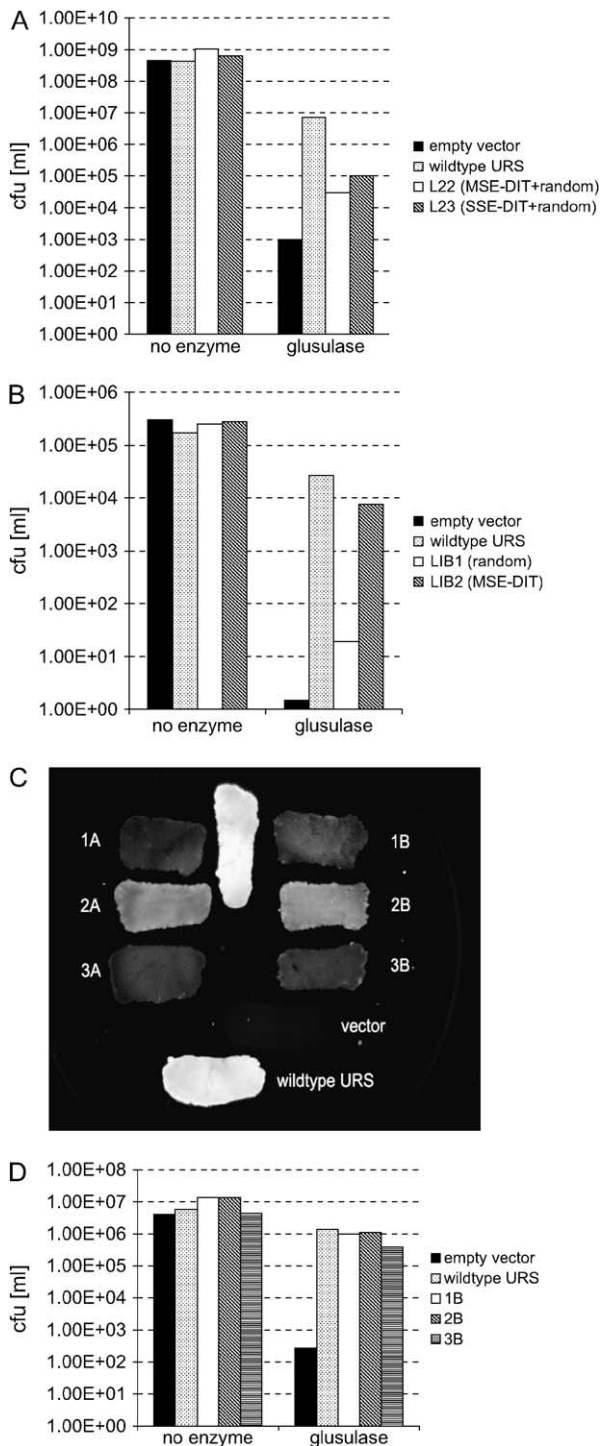 A
1.00E+10
1.00E+09
1.00E+08
1.00E+07
1.00E+06
1.00E+05
1.00E+04
1.00E+03
1.00E+02
1.00E+01
1.00E+00
cfu [ml]
no enzyme
glusulase
empty vector
wildtype URS
L22 (MSE-DIT+random)
L23 (SSE-DIT+random)
B
1.00E+06
1.00E+05
1.00E+04
1.00E+03
1.00E+02
1.00E+01
1.00E+00
cfu [ml]
no enzyme
glusulase
empty vector
wildtype URS
LIB1 (random)
LIB2 (MSE-DIT)
C
1A
1B
2A
2B
3A
3B
vector
wildtype URS
D
1.00E+08
1.00E+07
1.00E+06
1.00E+05
1.00E+04
1.00E+03
1.00E+02
1.00E+01
1.00E+00
cfu [ml]
no enzyme
glusulase
empty vector
wildtype URS
1B
2B
3B